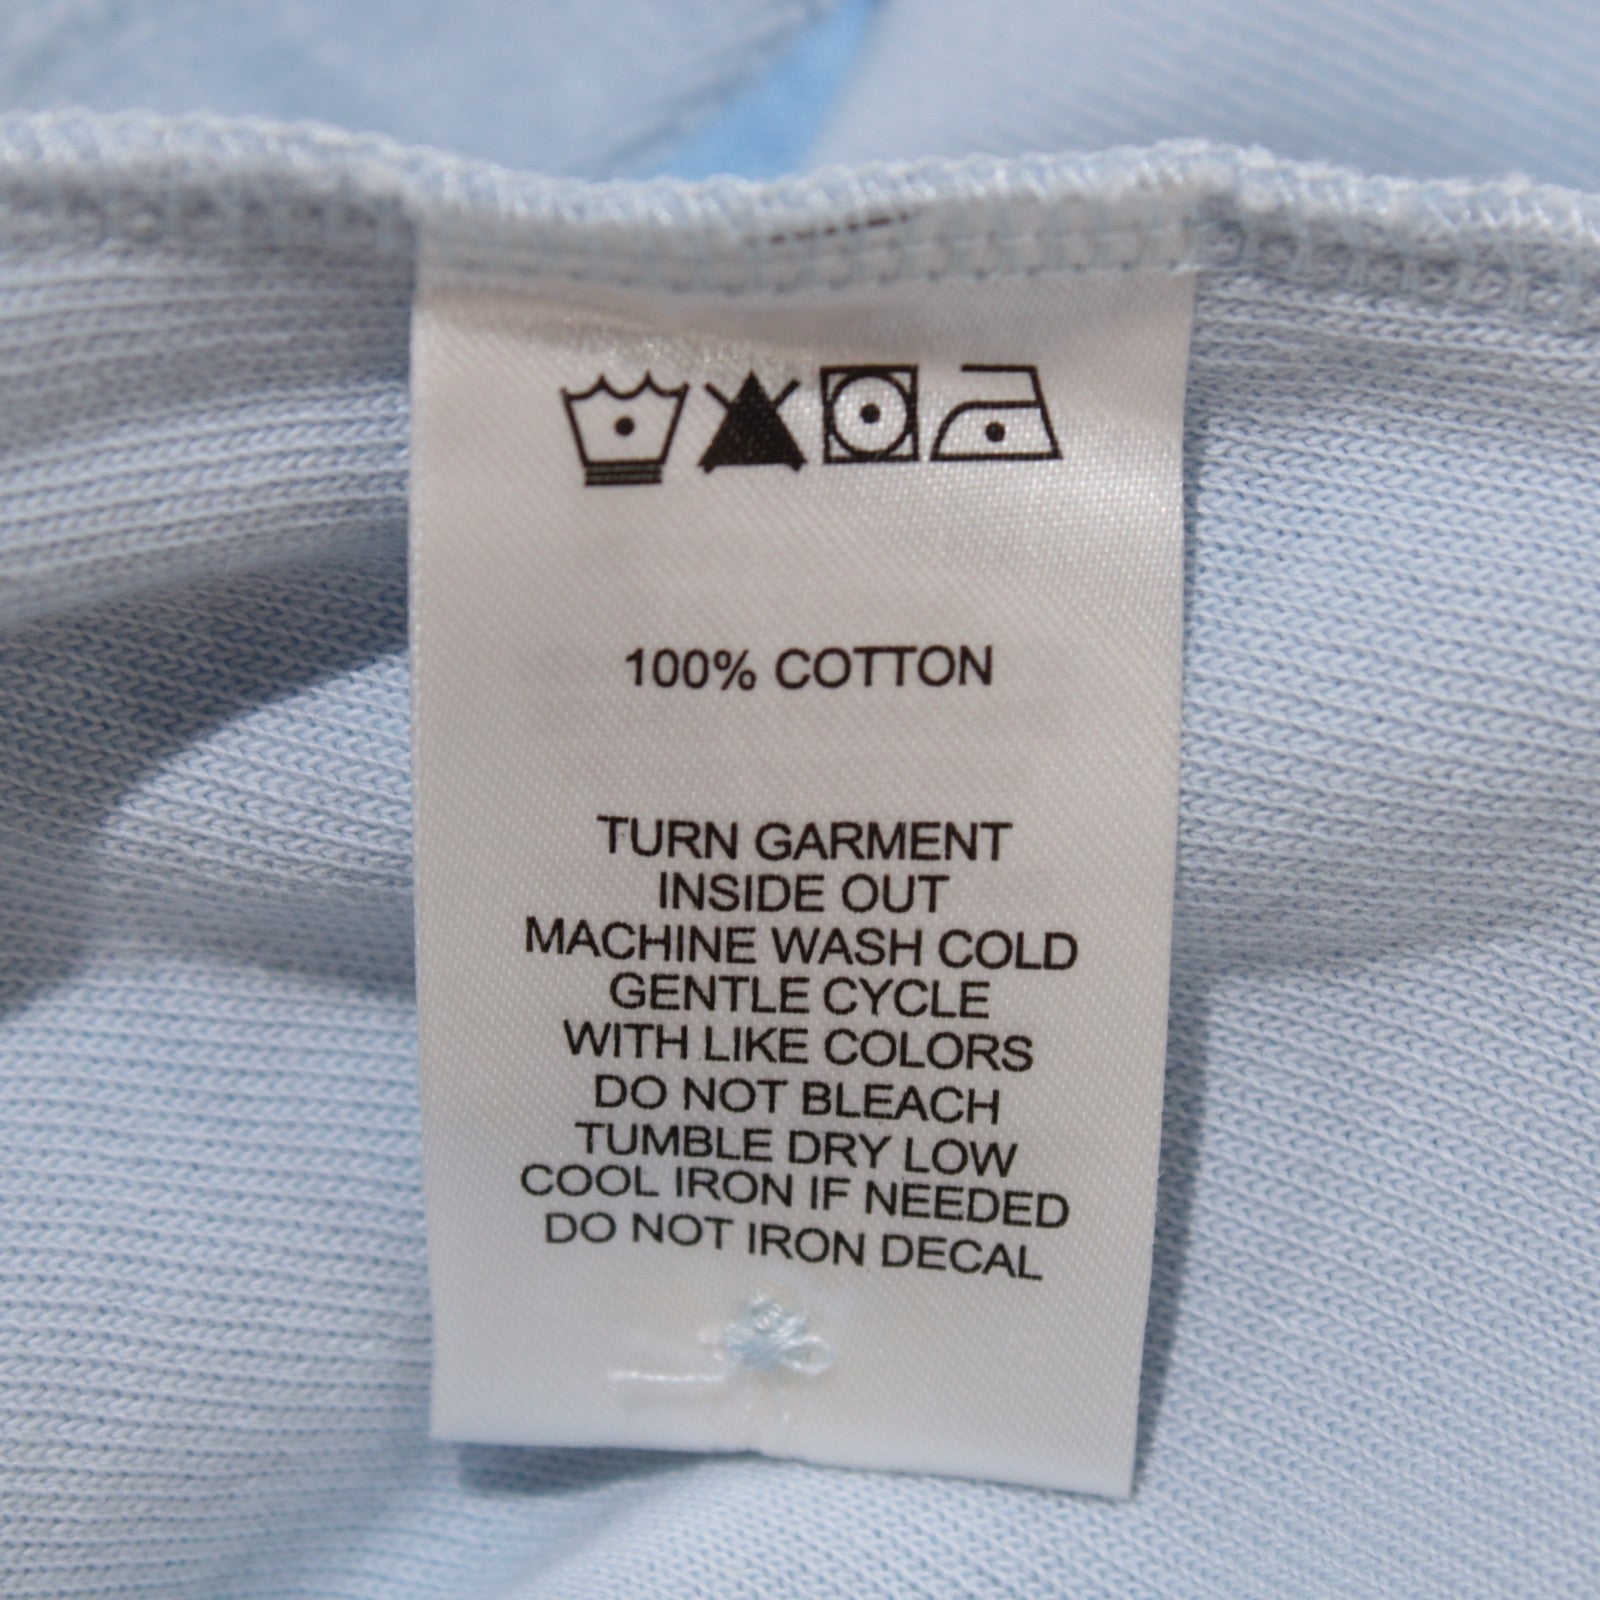 100% COTTON
TURN GARMENT
INSIDE OUT
MACHINE WASH COLD
GENTLE CYCLE
WITH LIKE COLORS
DO NOT BLEACH
TUMBLE DRY LOW
COOL IRON IF NEEDED
DO NOT IRON DECAL